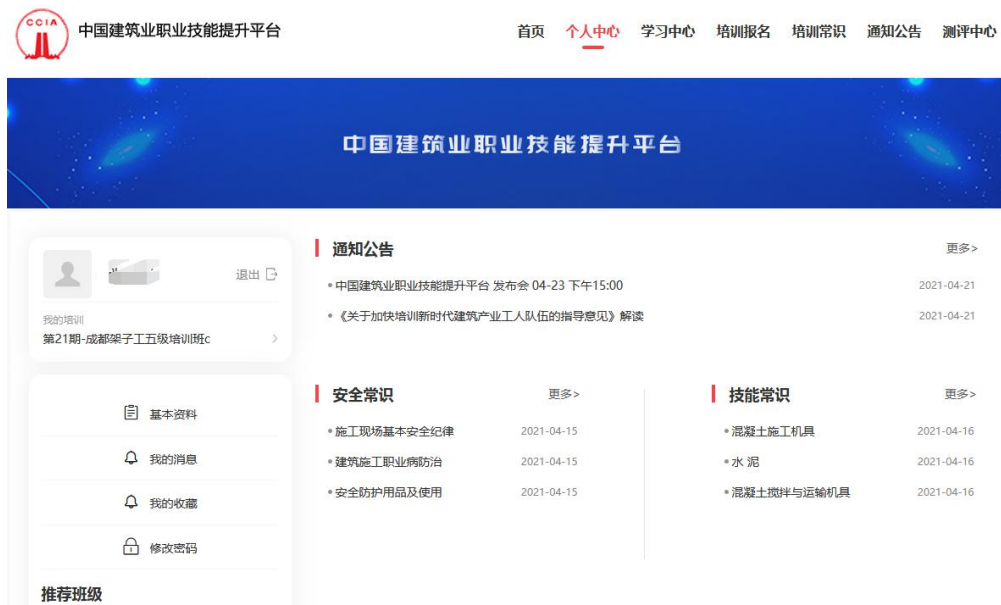 CCIA
中国建筑业职业技能提升平台
首页 个人中心 学习中心 培训报名 培训常识 通知公告 测评中心
中国建筑业职业技能提升平台
退出
我的培训
第21期-成都架子工五级培训班c
基本资料
我的消息
我的收藏
修改密码
推荐班级
通知公告 更多>
中国建筑业职业技能提升平台 发布会 04-23 下午15:00 2021-04-21
《关于加快培训新时代建筑产业工人队伍的指导意见》解读 2021-04-21
安全常识 更多>
施工现场基本安全纪律 2021-04-15
建筑施工职业病防治 2021-04-15
安全防护用品及使用 2021-04-15
技能常识 更多>
混凝土施工机具 2021-04-16
水 泥 2021-04-16
混凝土搅拌与运输机具 2021-04-16